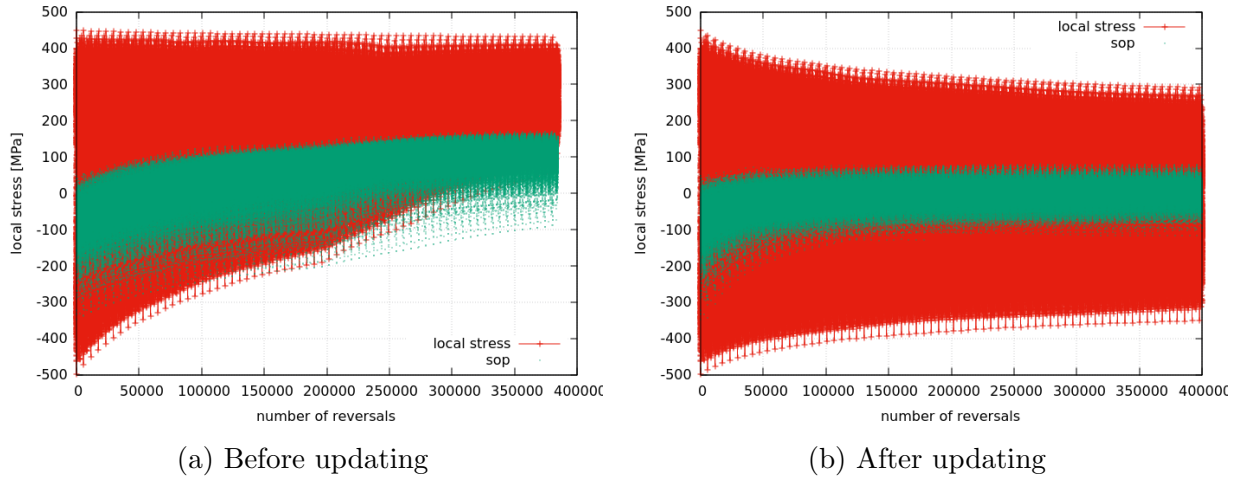 500
400
300
200
100
0
-100
-200
-300
-400
-500
local stress [MPa]
0 50000 100000 150000 200000 250000 300000 350000 400000
number of reversals
local stress
sop
(a) Before updating
500
400
300
200
100
0
-100
-200
-300
-400
-500
local stress [MPa]
0 50000 100000 150000 200000 250000 300000 350000 400000
number of reversals
local stress
sop
(b) After updating